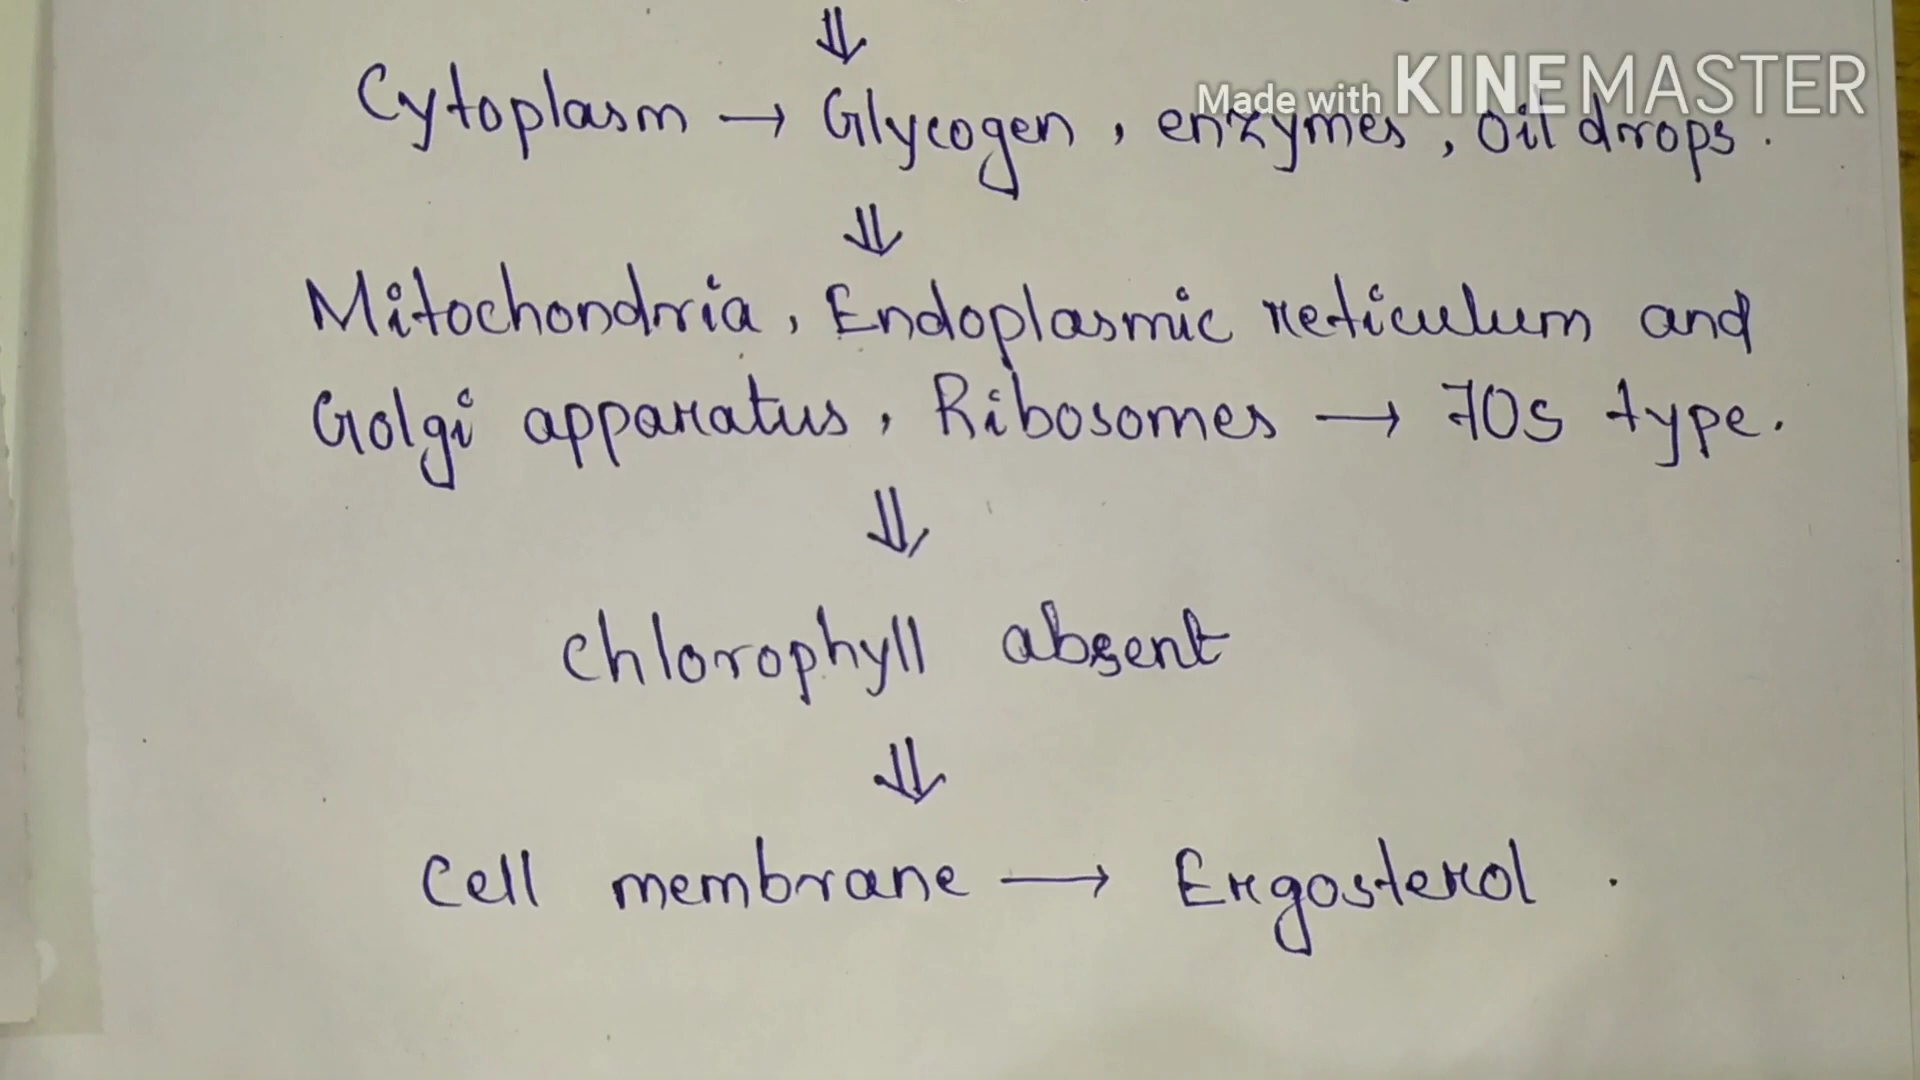 ⇓
Made with KINEMASTER
Cytoplasm → Glycogen, enzymes, Oil drops.
⇓
Mitochondria, Endoplasmic reticulum and
Golgi apparatus, Ribosomes → 70s type.
⇓
Chlorophyll absent
⇓
Cell membrane → Ergosterol.